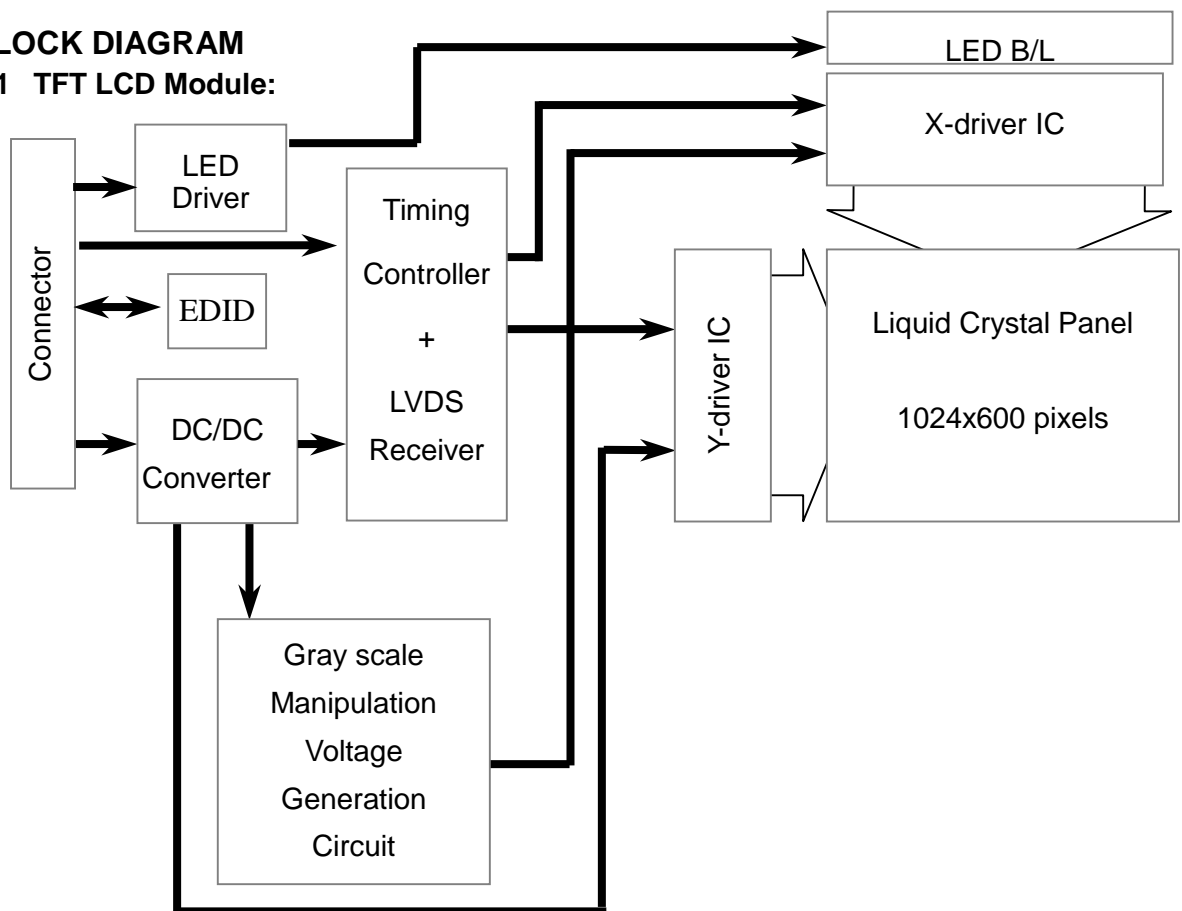 LOCK DIAGRAM
1 TFT LCD Module:
LED B/L
X-driver IC
LED
Driver
Timing
Controller
+
LVDS
Receiver
Connector
EDID
DC/DC
Converter
Y-driver IC
Liquid Crystal Panel
1024x600 pixels
Gray scale
Manipulation
Voltage
Generation
Circuit